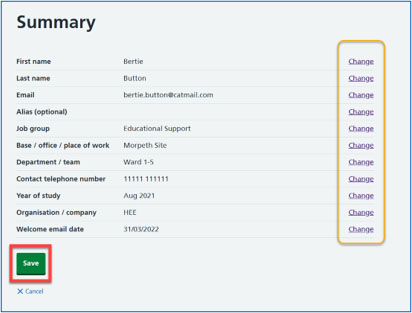 Summary
First name Bertie Change
Last name Button Change
Email bertie.button@catmail.com Change
Alias (optional) Change
Job group Educational Support Change
Base / office / place of work Morpeth Site Change
Department / team Ward 1-5 Change
Contact telephone number 11111 111111 Change
Year of study Aug 2021 Change
Organisation / company HEE Change
Welcome email date 31/03/2022 Change
Save
Cancel